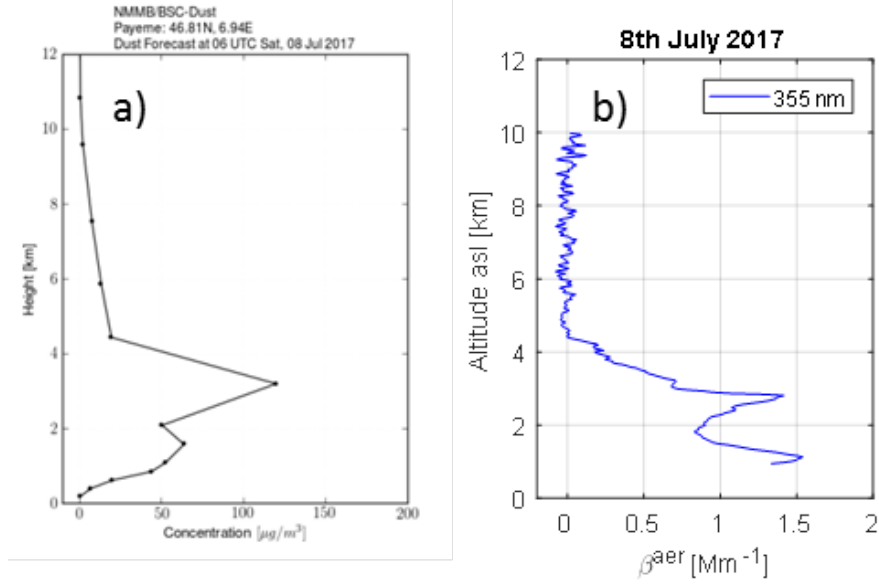 NMMB/BSC-Dust
Payerne: 46.81N, 6.94E
Dust Forecast at 06 UTC Sat, 08 Jul 2017
a)
12
10
8
6
4
2
0
Height [km]
0 50 100 150 200
Concentration [μg/m³]
8th July 2017
b)
355 nm
12
10
8
6
4
2
0
Altitude asl [km]
0 0.5 1 1.5 2
βaer [Mm-1]